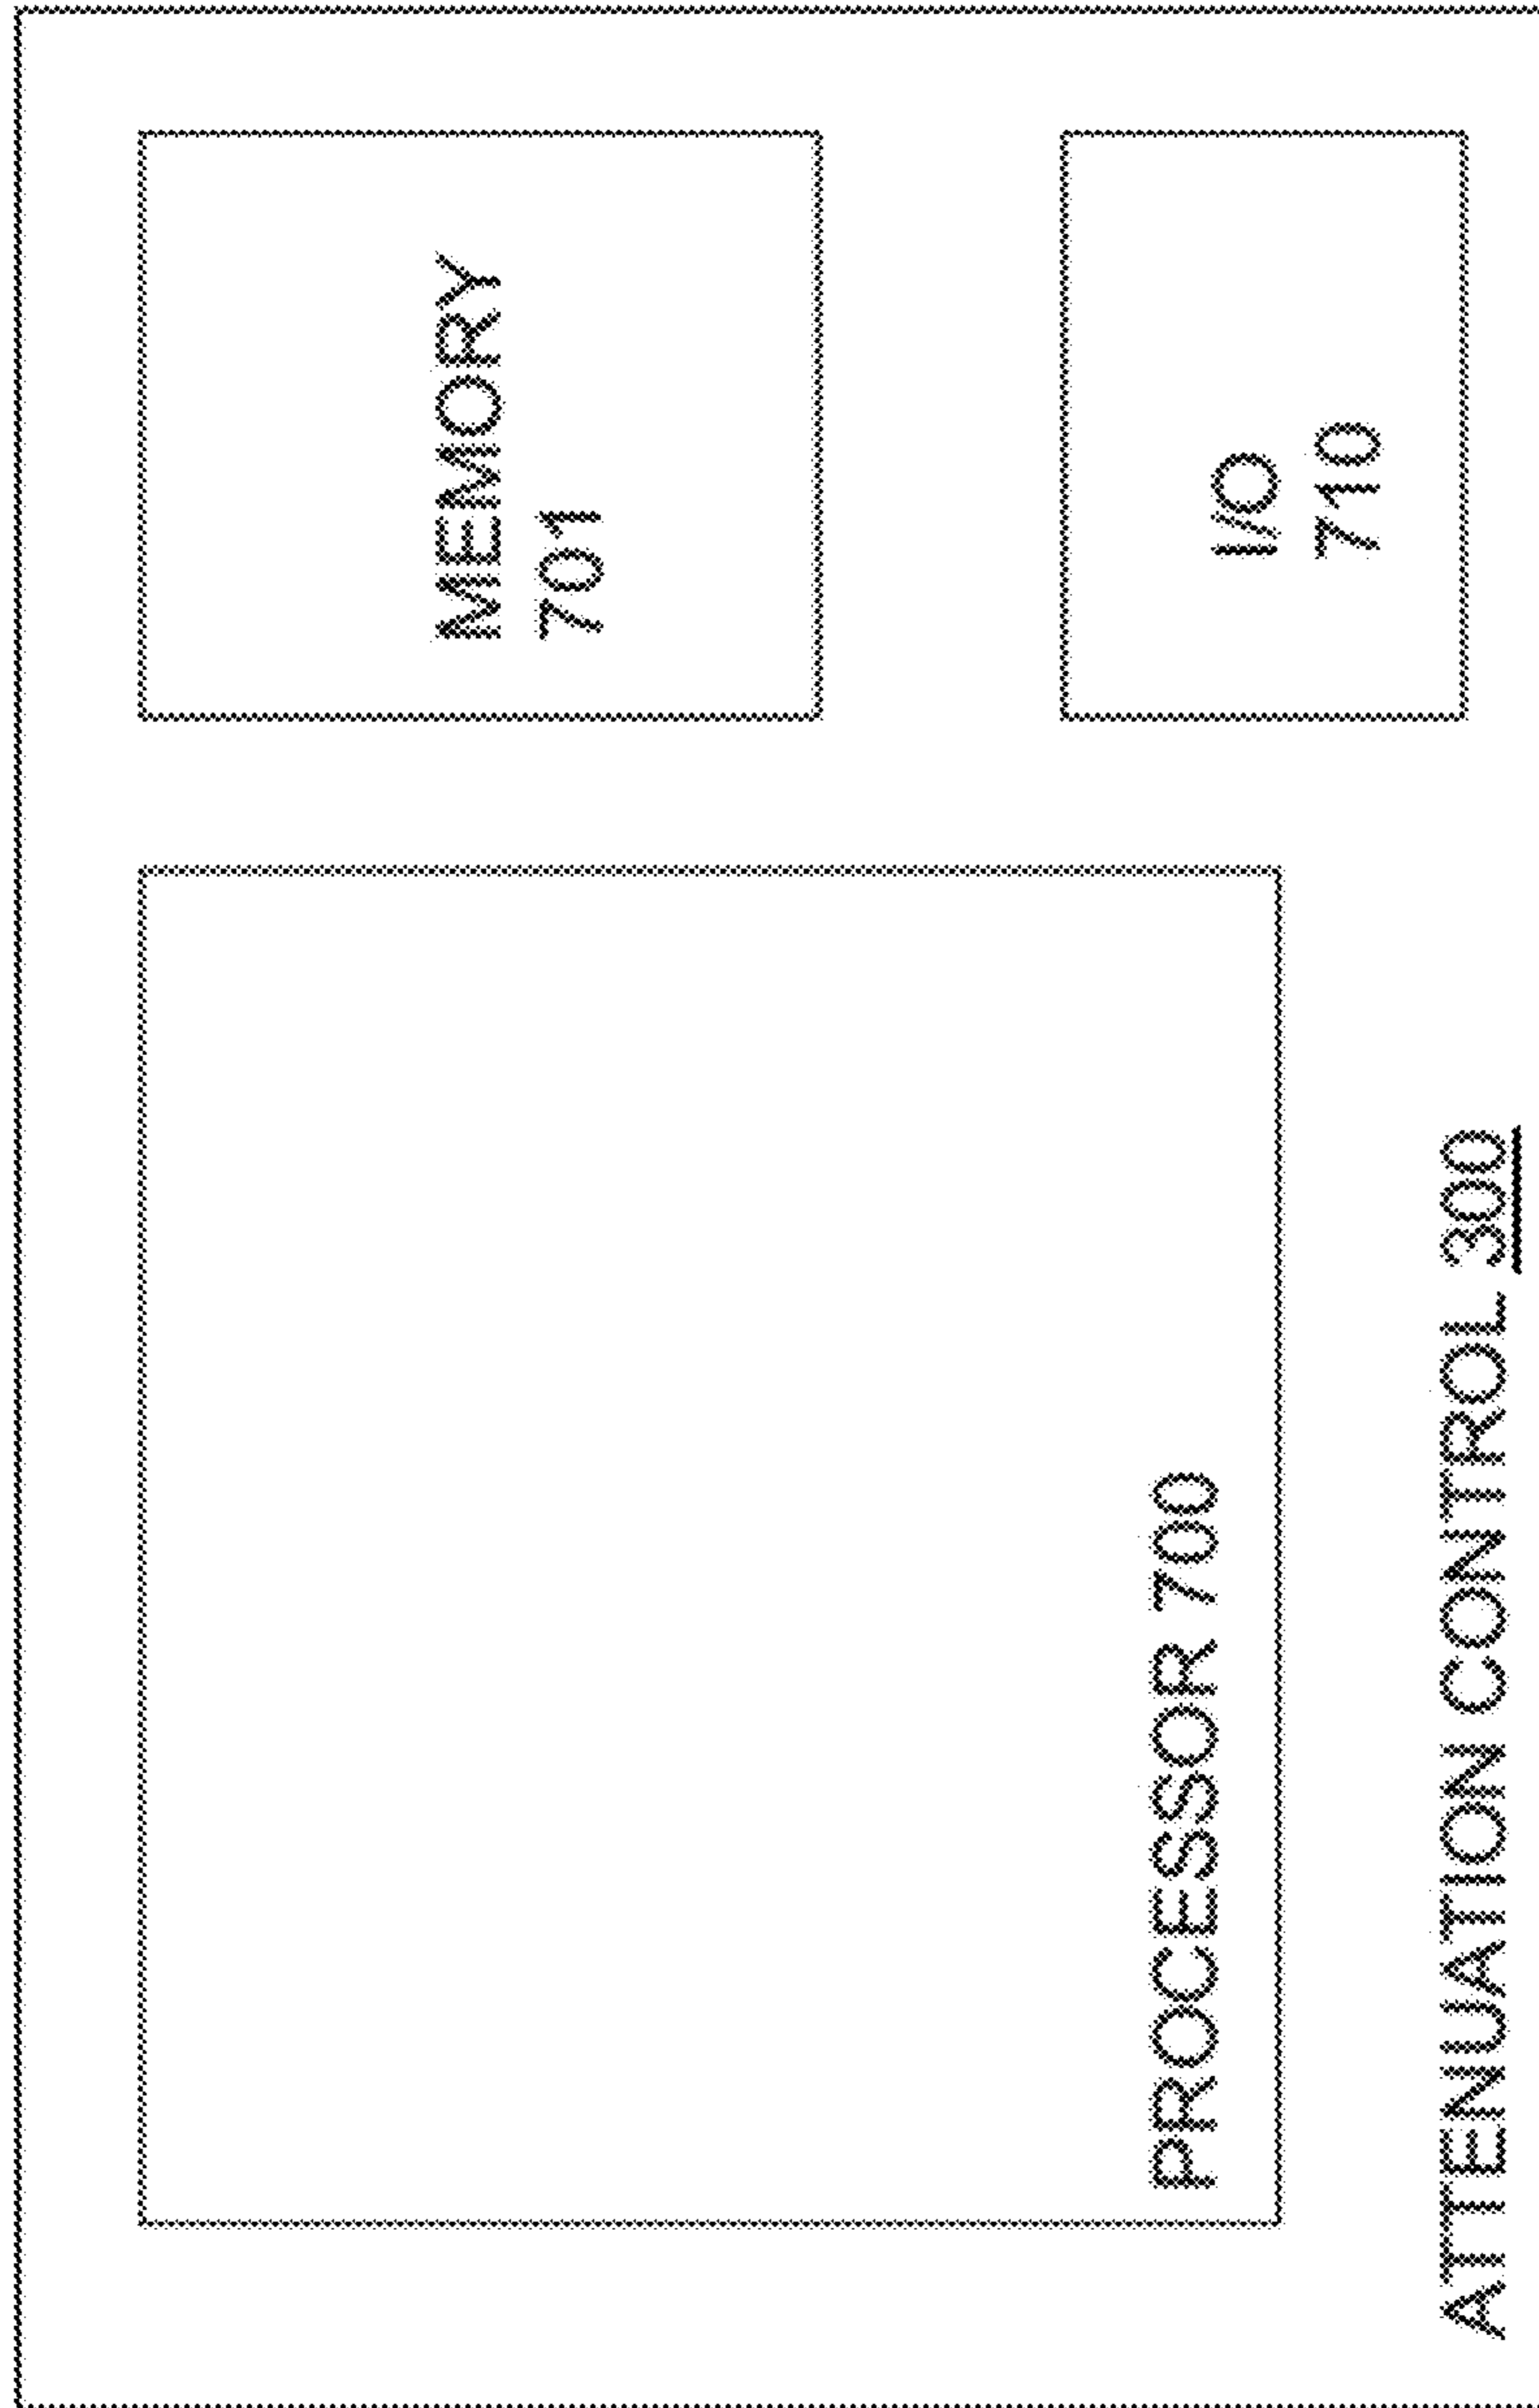 MEMORY
701
I/O
710
PROCESSOR 700
ATTENUATION CONTROL 300